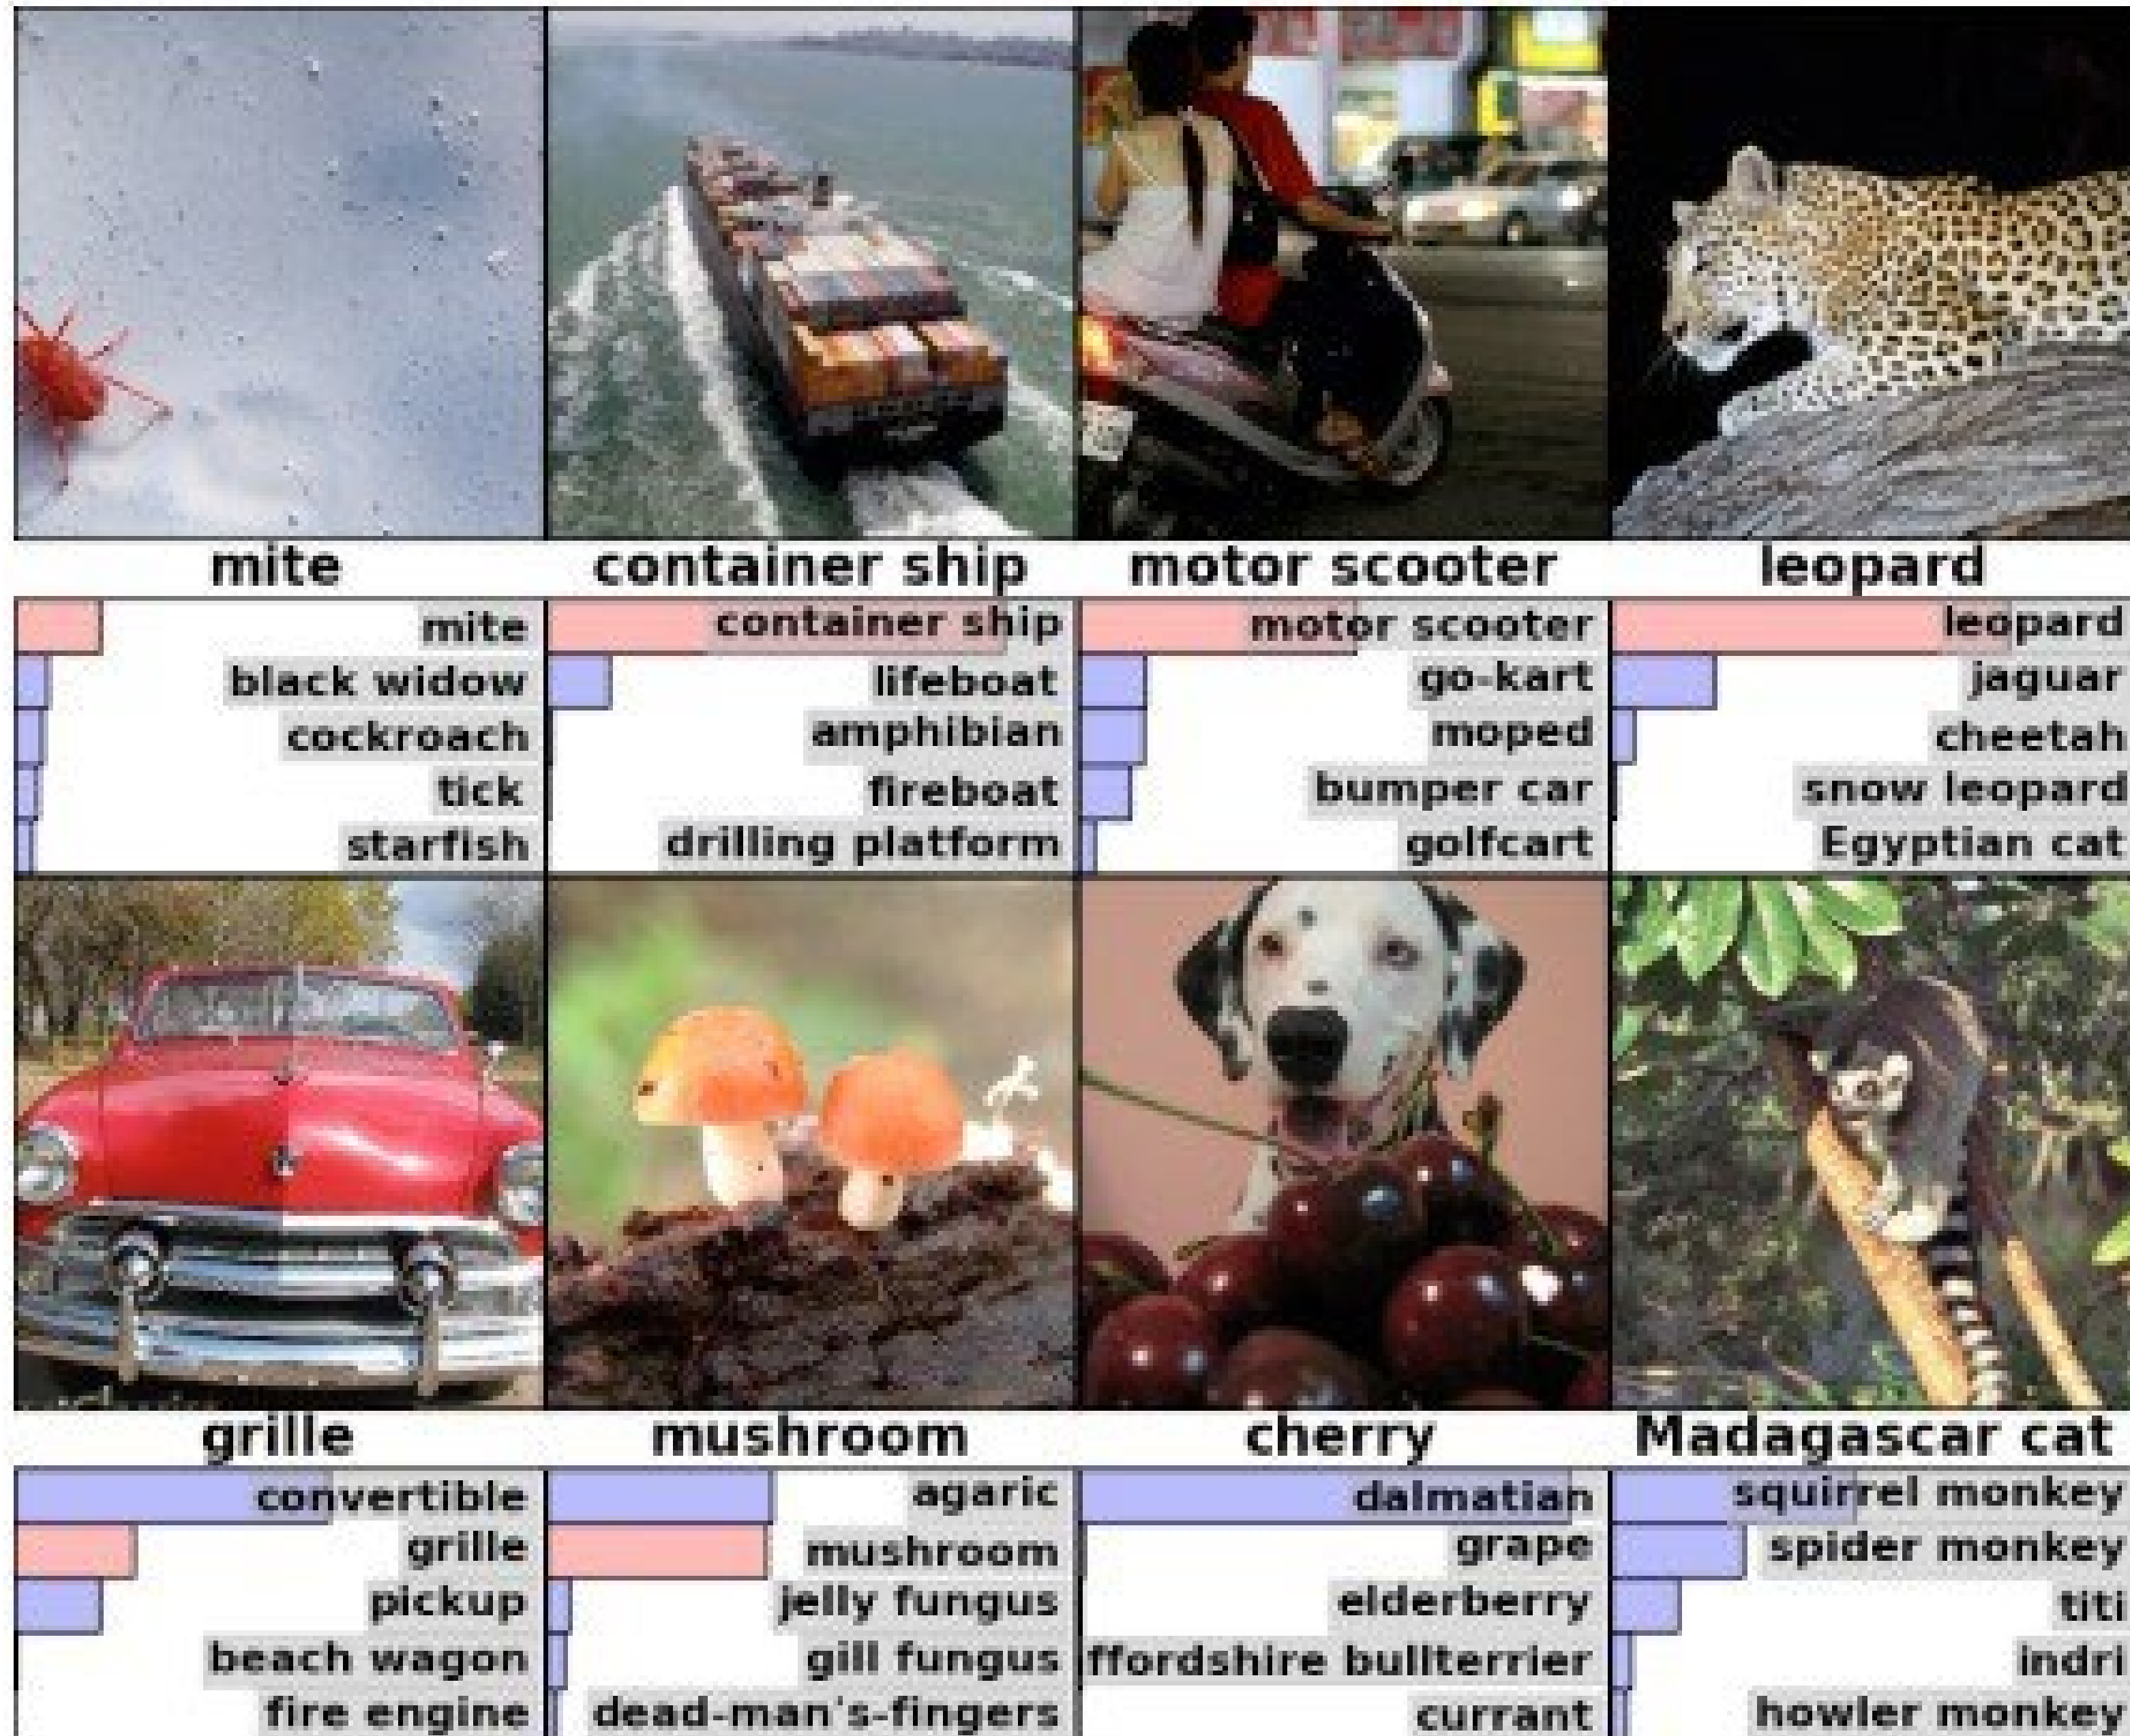 mite
container ship
motor scooter
leopard
mite
black widow
cockroach
tick
starfish
container ship
lifeboat
amphibian
fireboat
drilling platform
motor scooter
go-kart
moped
bumper car
golfcart
leopard
jaguar
cheetah
snow leopard
Egyptian cat
grille
mushroom
cherry
Madagascar cat
convertible
grille
pickup
beach wagon
fire engine
agaric
mushroom
jelly fungus
gill fungus
dead-man's-fingers
dalmatian
grape
elderberry
ffordshire bullterrier
currant
squirrel monkey
spider monkey
titi
indri
howler monkey